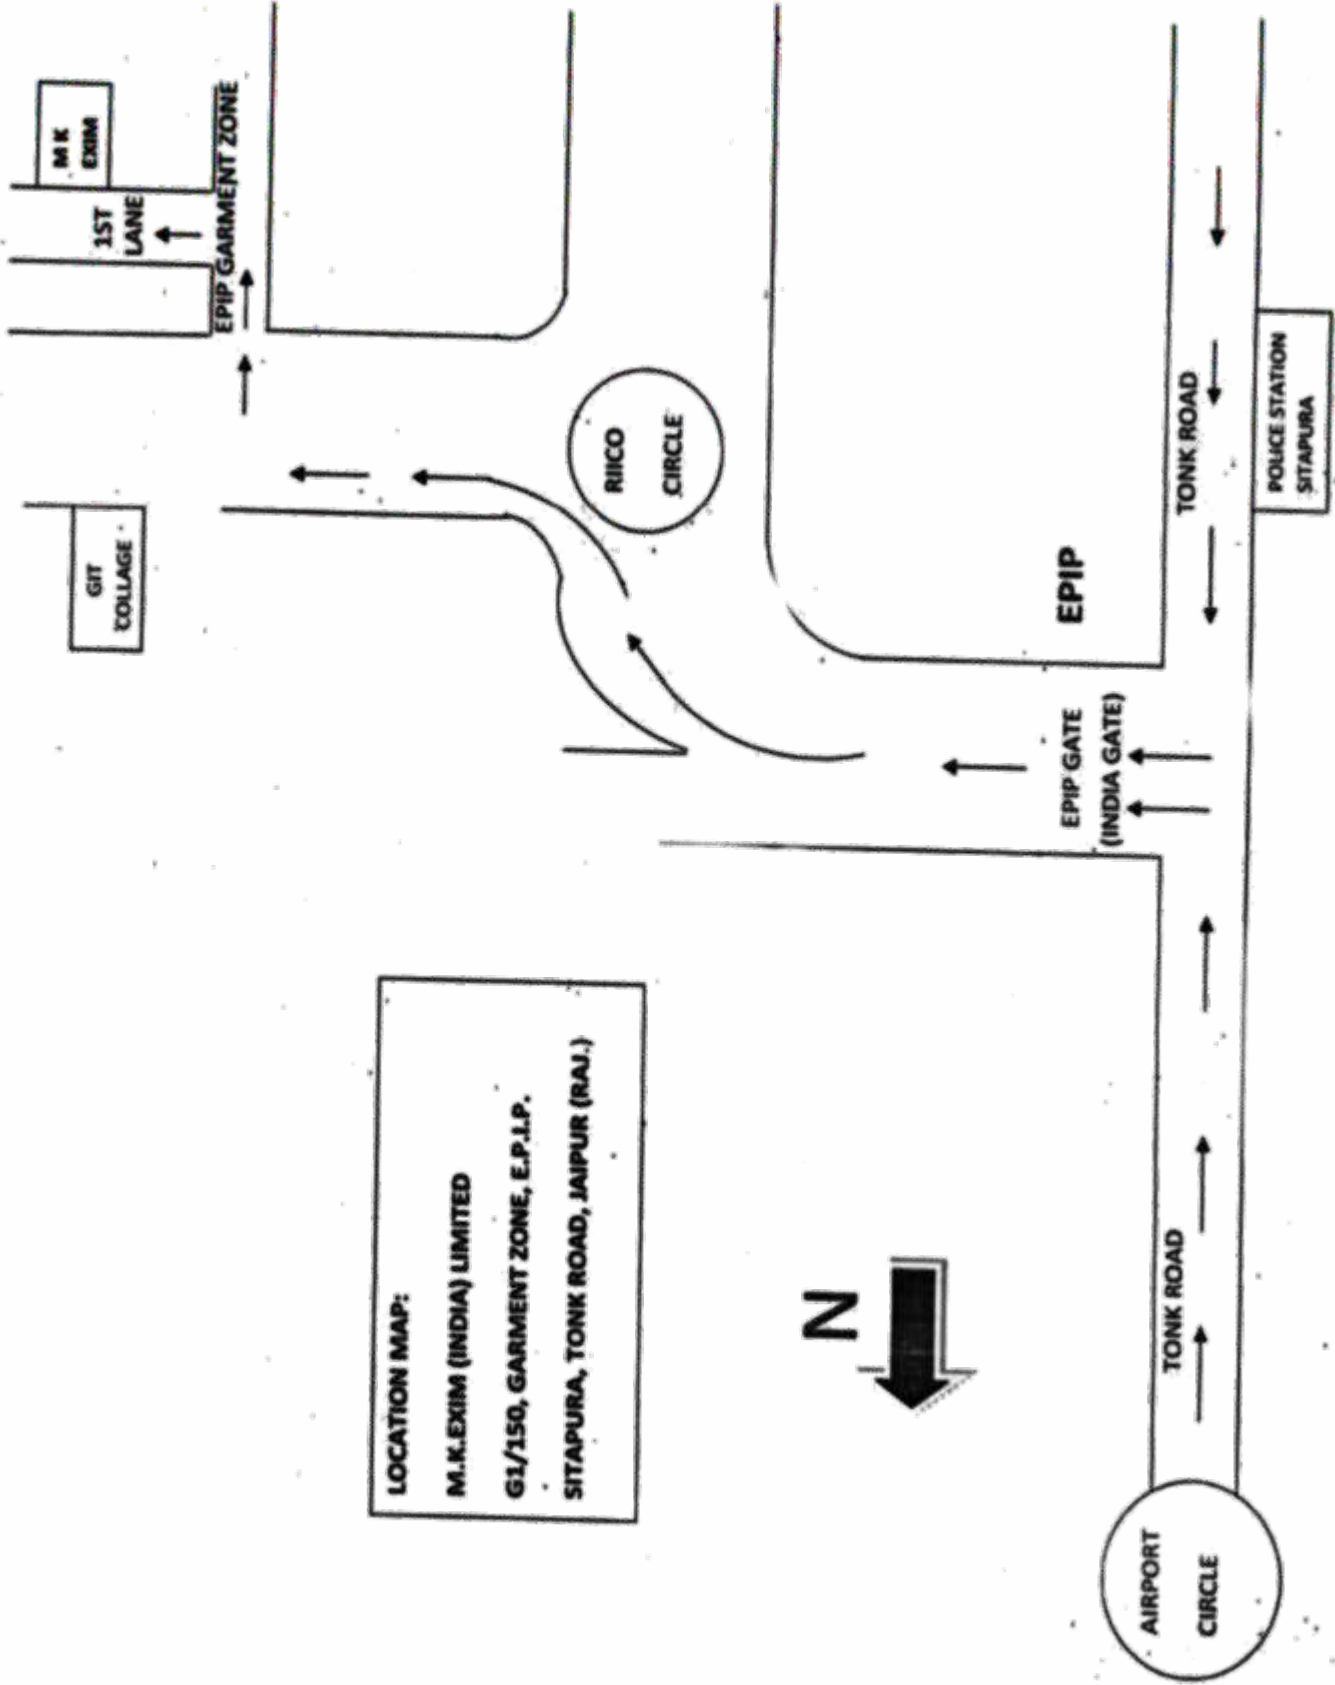 LOCATION MAP:
M.K.EXIM (INDIA) LIMITED
G1/150, GARMENT ZONE, E.P.I.P.
SITAPURA, TONK ROAD, JAIPUR (RAJ.)
M K
EXIM
1ST
LANE
EPIP GARMENT ZONE
GIT
COLLAGE
RIICO
CIRCLE
EPIP
EPIP GATE
(INDIA GATE)
TONK ROAD
POLICE STATION
SITAPURA
N
TONK ROAD
AIRPORT
CIRCLE